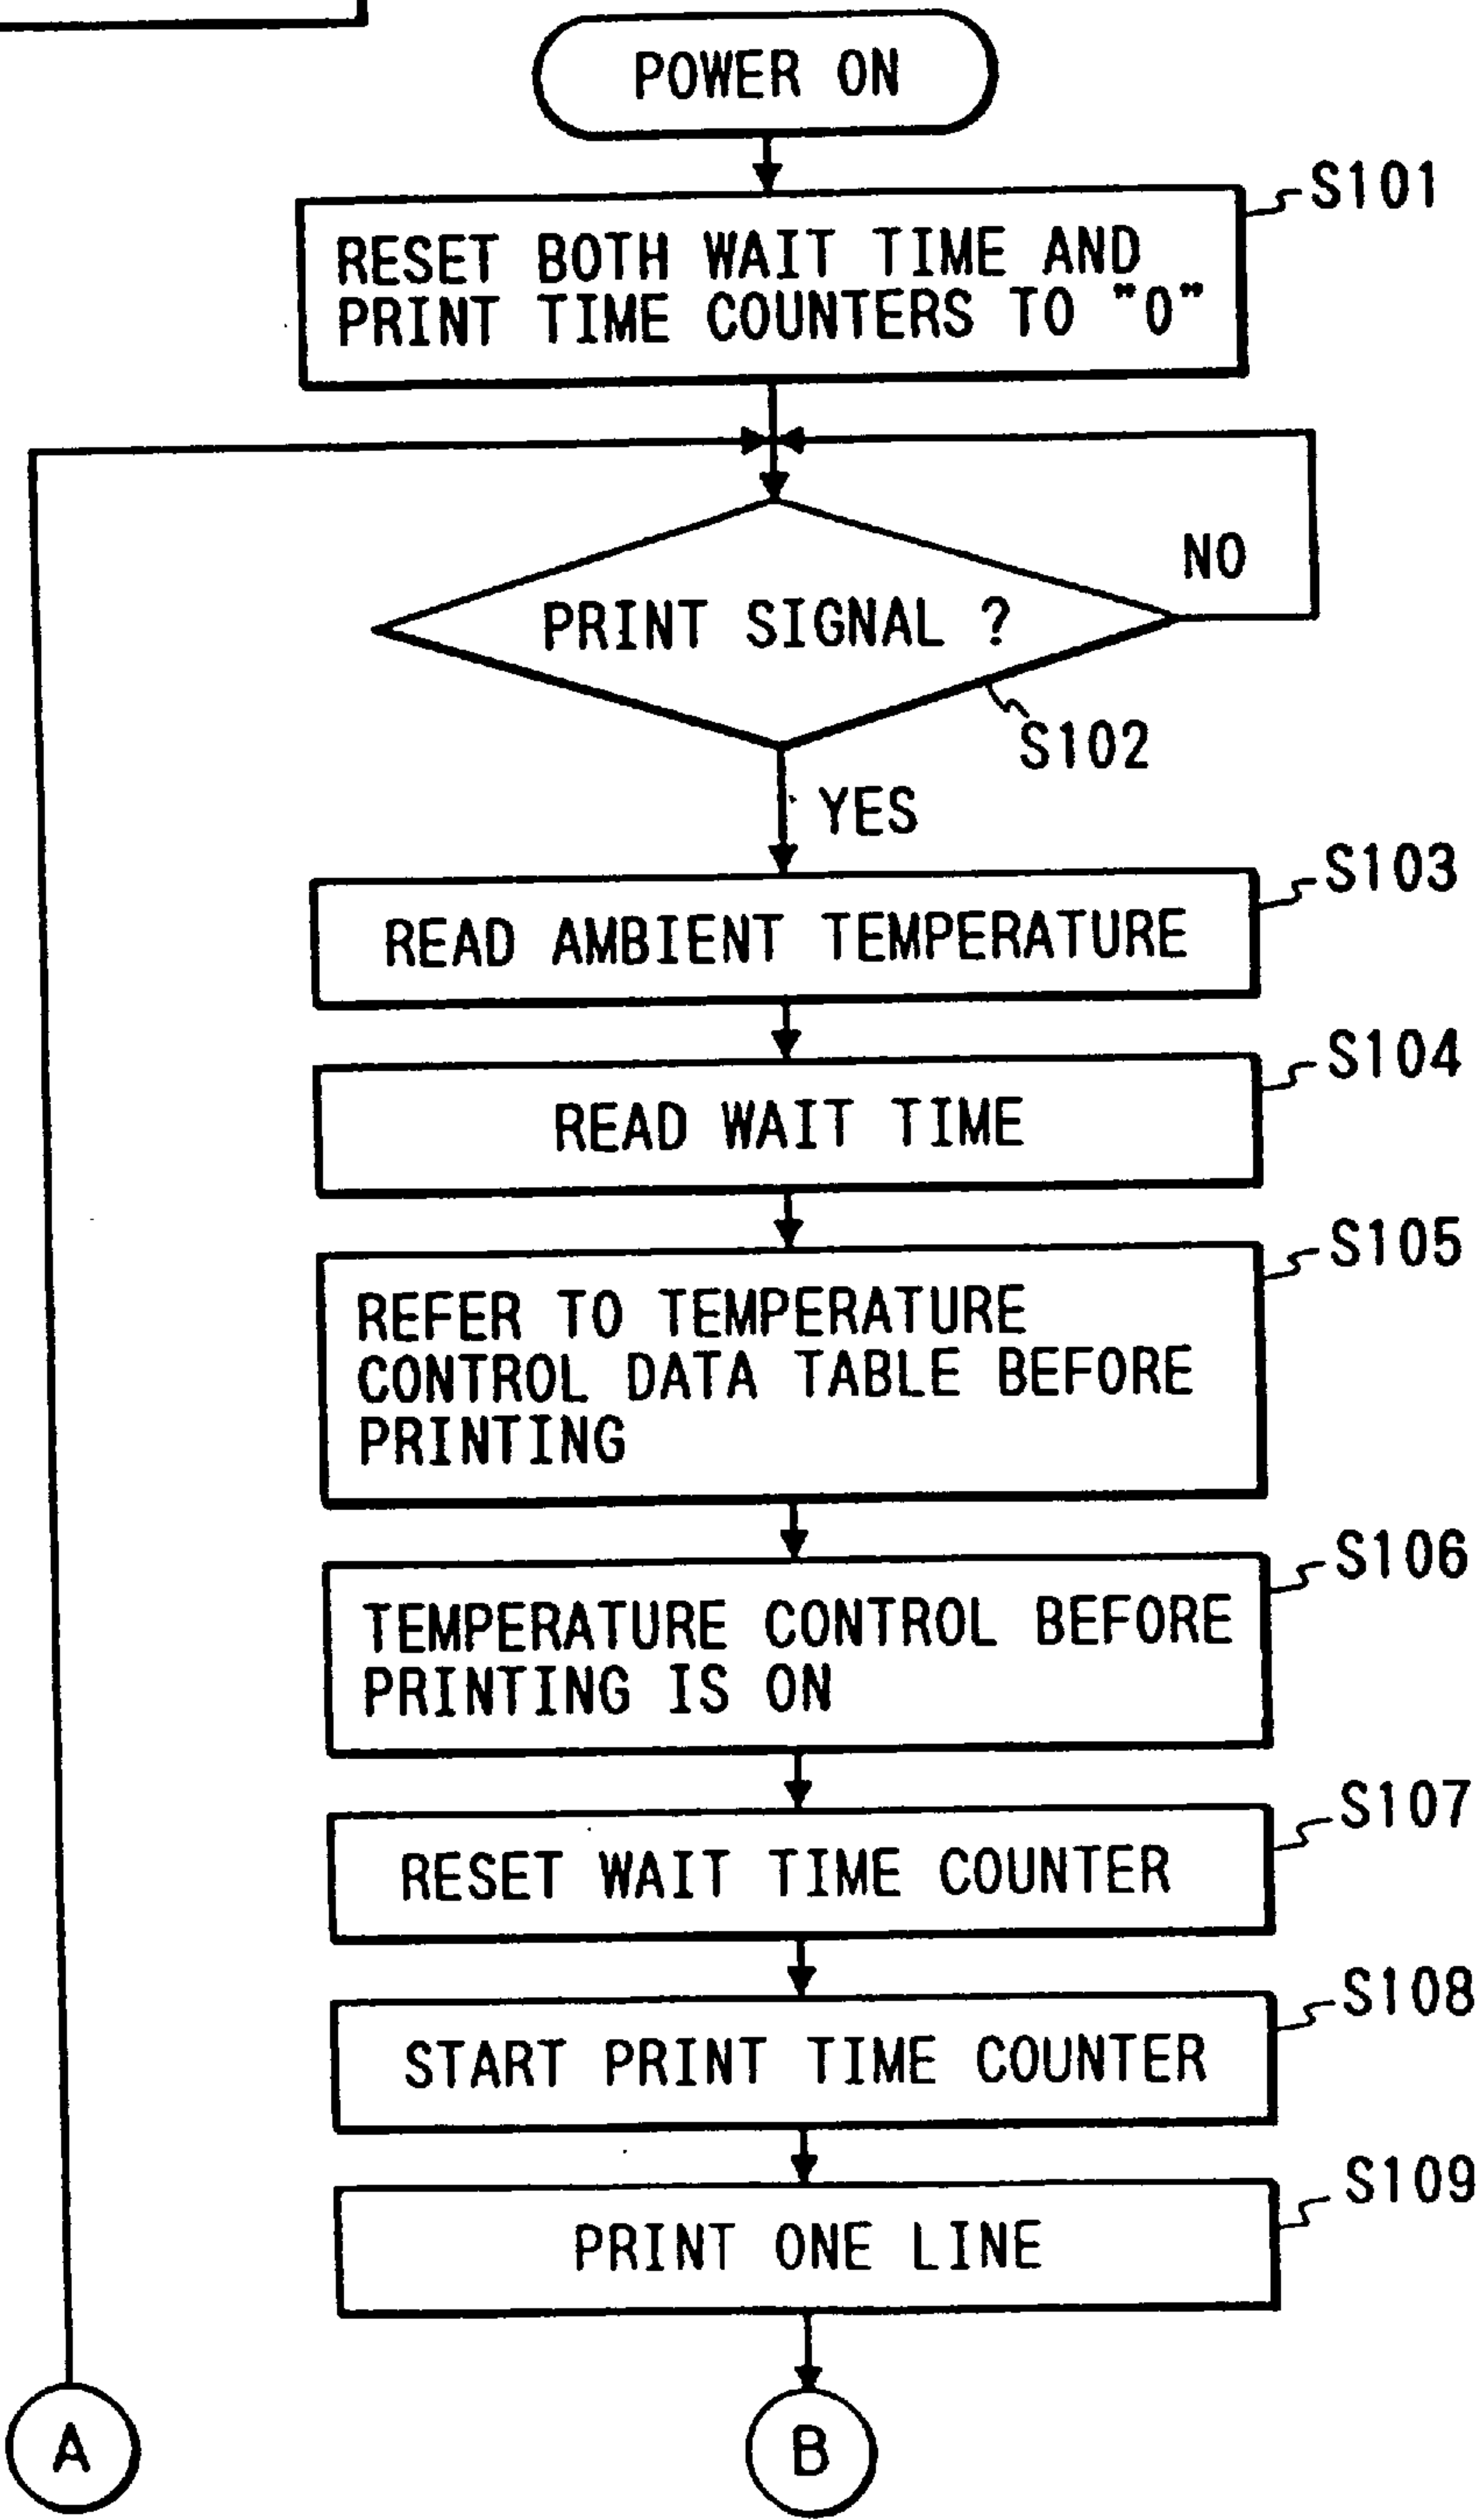 POWER ON
S101
RESET BOTH WAIT TIME AND
PRINT TIME COUNTERS TO "0"
NO
PRINT SIGNAL ?
S102
YES
S103
READ AMBIENT TEMPERATURE
S104
READ WAIT TIME
S105
REFER TO TEMPERATURE
CONTROL DATA TABLE BEFORE
PRINTING
S106
TEMPERATURE CONTROL BEFORE
PRINTING IS ON
S107
RESET WAIT TIME COUNTER
S108
START PRINT TIME COUNTER
S109
PRINT ONE LINE
A
B